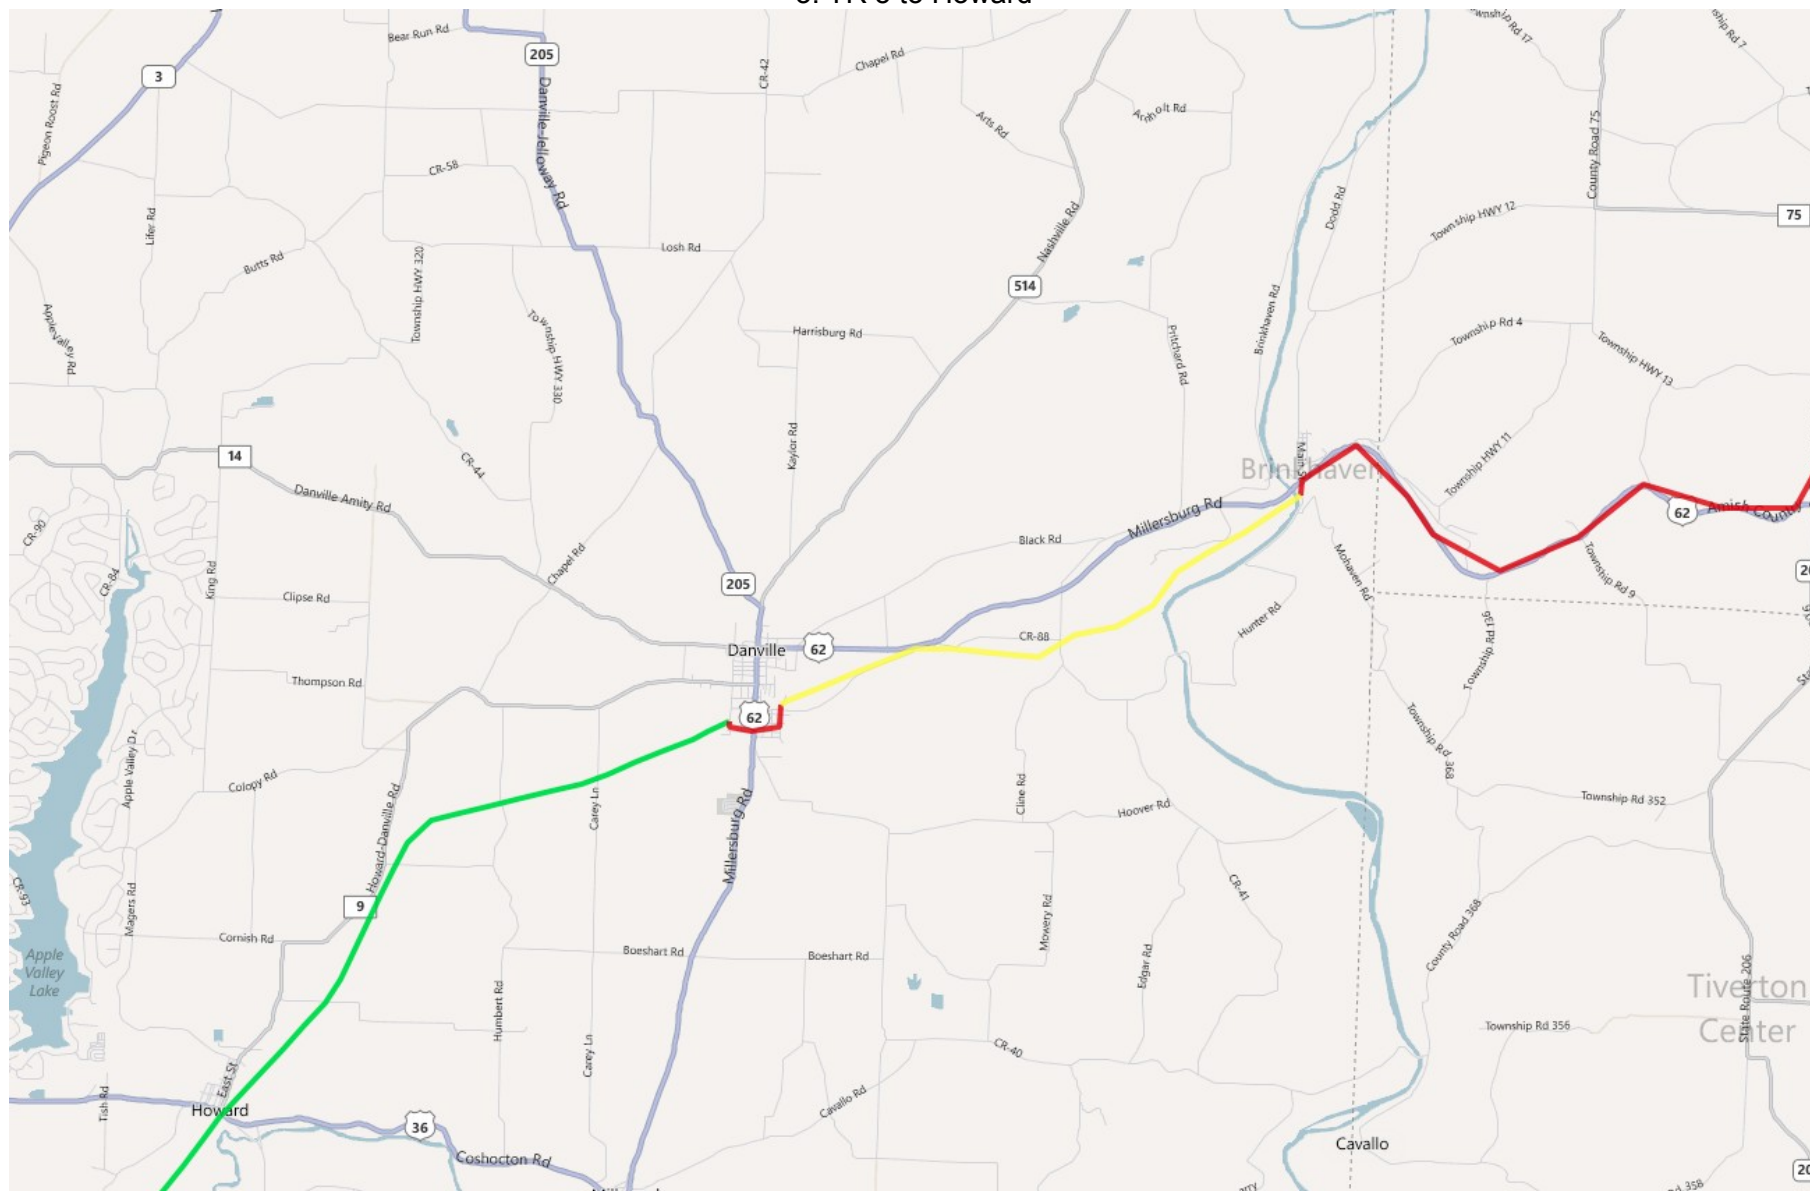 Bear Run Rd
205
3
CR-42
Chapel Rd
Pigeon Roost Rd
Danville-Jelloway Rd
Arts Rd
County Road 75
CR-58
Dodd Rd
Township HWY 12
75
Lifer Rd
Butts Rd
Township HWY 320
Losh Rd
Nashville Rd
514
Brinkhaven Rd
Apple Valley Rd
Township HWY 330
Harrisburg Rd
Pritchard Rd
Township Rd 4
Township HWY 13
Kaylor Rd
14
CR-44
Danville Amity Rd
Brinkhaven
Township HWY 11
62
Millersburg Rd
CR-90
Black Rd
Chapel Rd
Mohaven Rd
Township Rd 9
CR-84
King Rd
Clipse Rd
205
Hunter Rd
Township Rd 136
Danville
62
CR-88
Thompson Rd
62
Township Rd 368
Apple Valley Dr
Colopy Rd
Howard-Danville Rd
Carey Ln
Millersburg Rd
Cline Rd
Hoover Rd
Township Rd 352
CR-93
Magers Rd
9
CR-41
Mowery Rd
Cornish Rd
Boeshart Rd
Boeshart Rd
Edgar Rd
County Road 368
State Route 206
Apple
Valley
Lake
Humbert Rd
Tiverton
Center
Township Rd 356
Carey Ln
CR-40
East St
Tish Rd
Howard
36
Cavallo Rd
Coshocton Rd
Cavallo